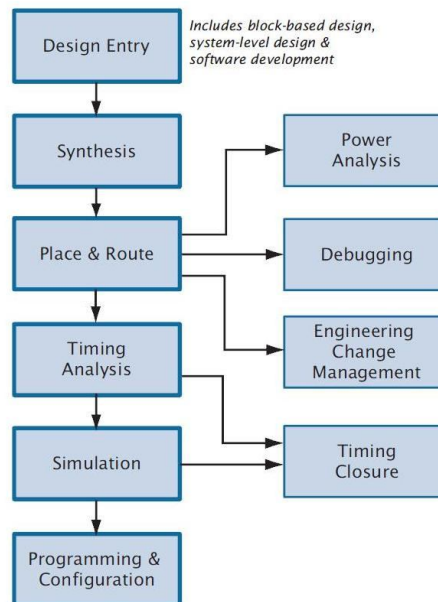 Design Entry
Includes block-based design,
system-level design &
software development
Synthesis
Power
Analysis
Place & Route
Debugging
Engineering
Change
Management
Timing
Analysis
Simulation
Timing
Closure
Programming &
Configuration